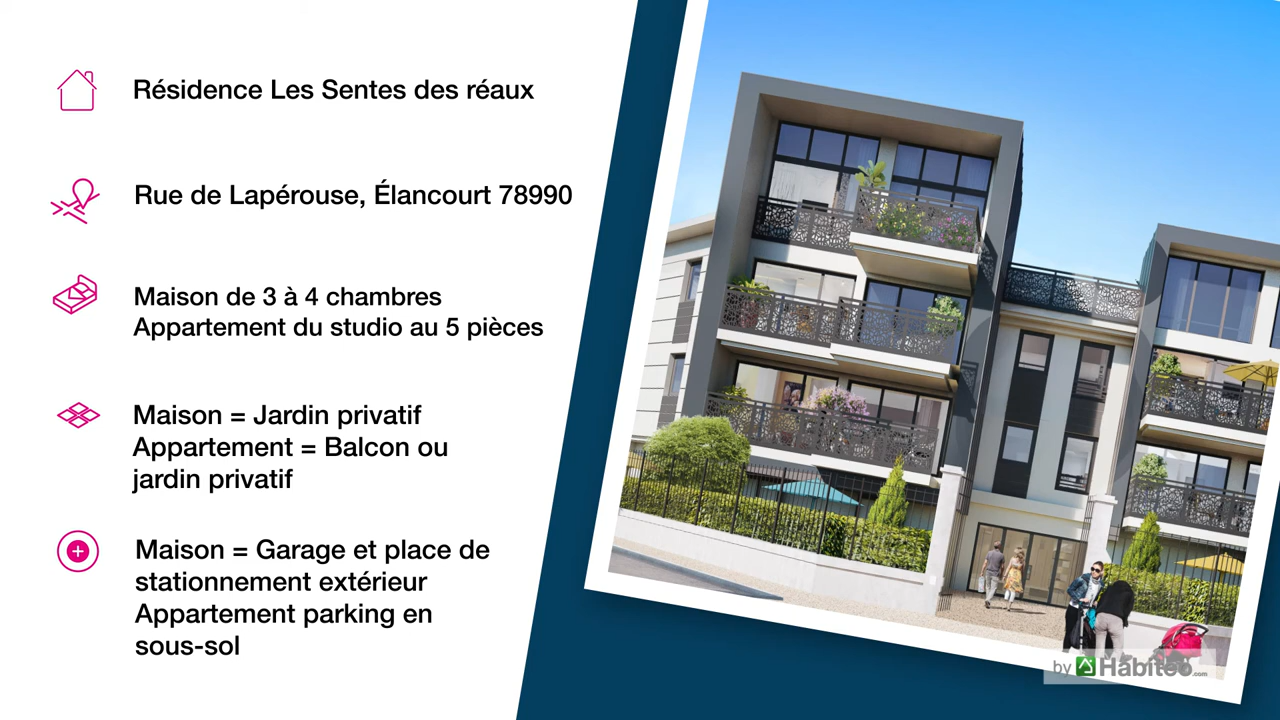 Résidence Les Sentes des réaux
Rue de Lapérouse, Élancourt 78990
Maison de 3 à 4 chambres
Appartement du studio au 5 pièces
Maison = Jardin privatif
Appartement = Balcon ou
jardin privatif
Maison = Garage et place de
stationnement extérieur
Appartement parking en
sous-sol
by Habiteo.com